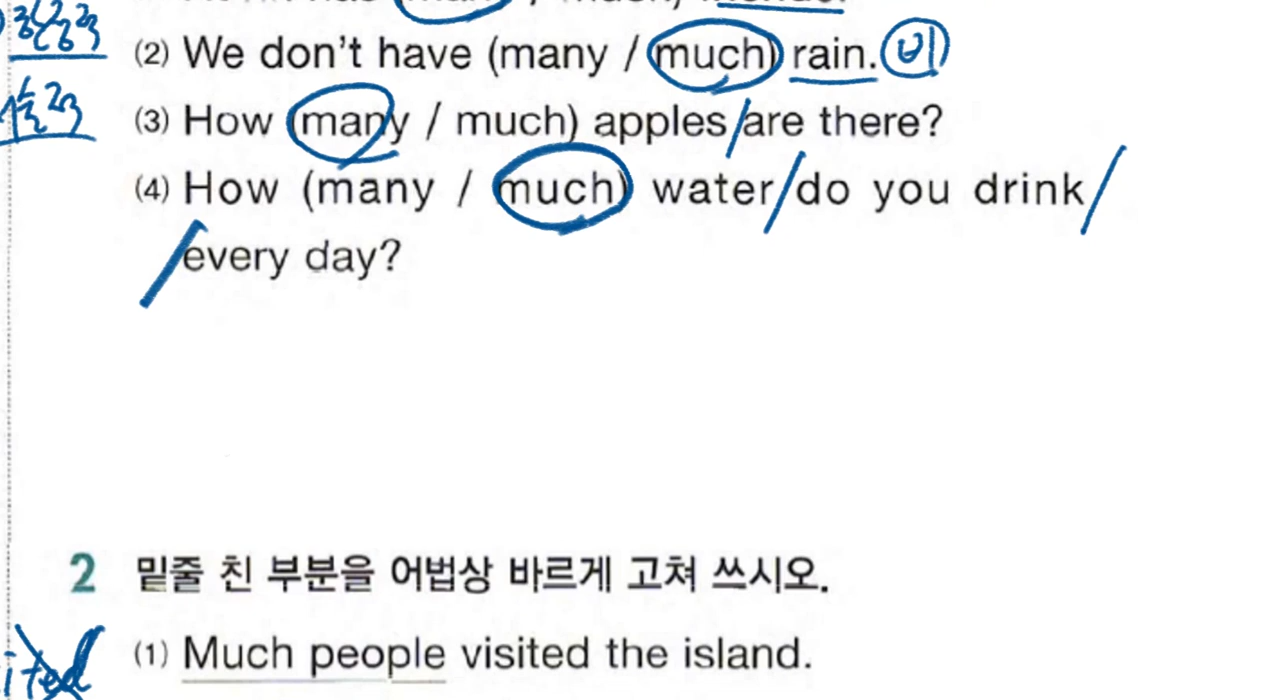 (2) We don't have (many / much) rain. 비
(3) How (many / much) apples/are there?
(4) How (many / much) water/do you drink/
/every day?
2 밑줄 친 부분을 어법상 바르게 고쳐 쓰시오.
(1) Much people visited the island.